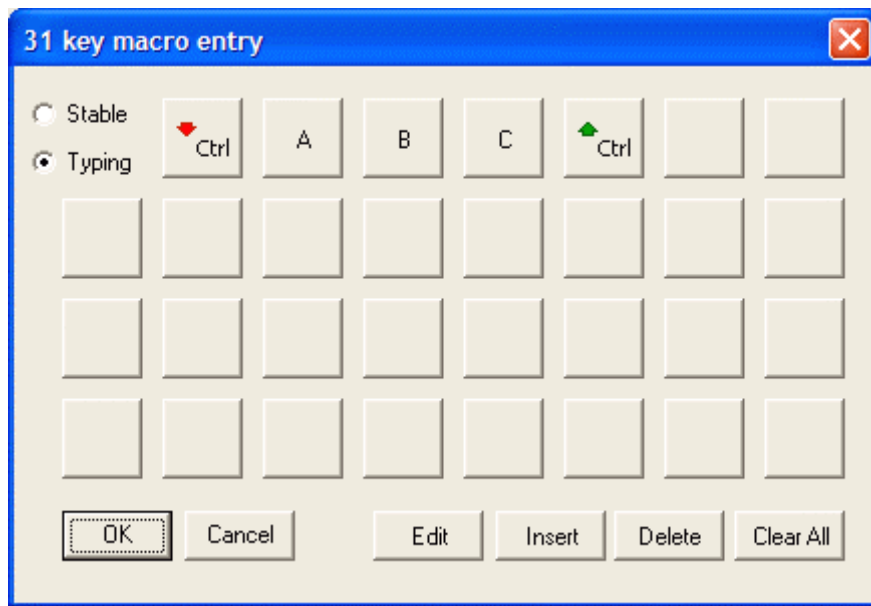 31 key macro entry
Stable
Typing
Ctrl A B C Ctrl
OK Cancel Edit Insert Delete Clear All